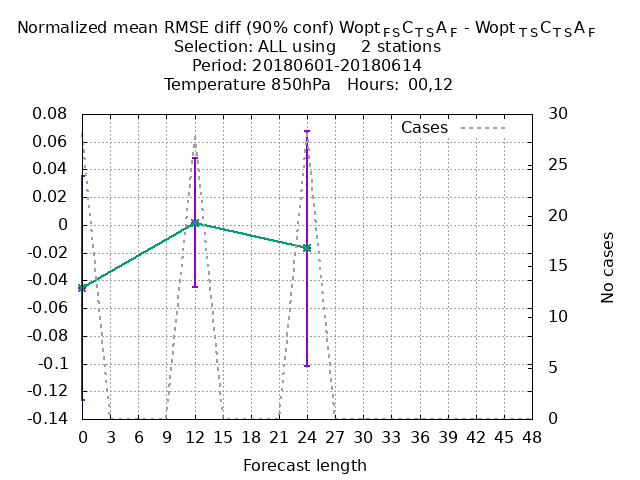 Normalized mean RMSE diff (90% conf) Wopt FS C TS A F - Wopt TS C TS A F
Selection: ALL using 2 stations
Period: 20180601-20180614
Temperature 850hPa Hours: 00,12
Cases
0.08
0.06
0.04
0.02
0
-0.02
-0.04
-0.06
-0.08
-0.1
-0.12
-0.14
30
25
20
15
10
5
0
No cases
0 3 6 9 12 15 18 21 24 27 30 33 36 39 42 45 48
Forecast length